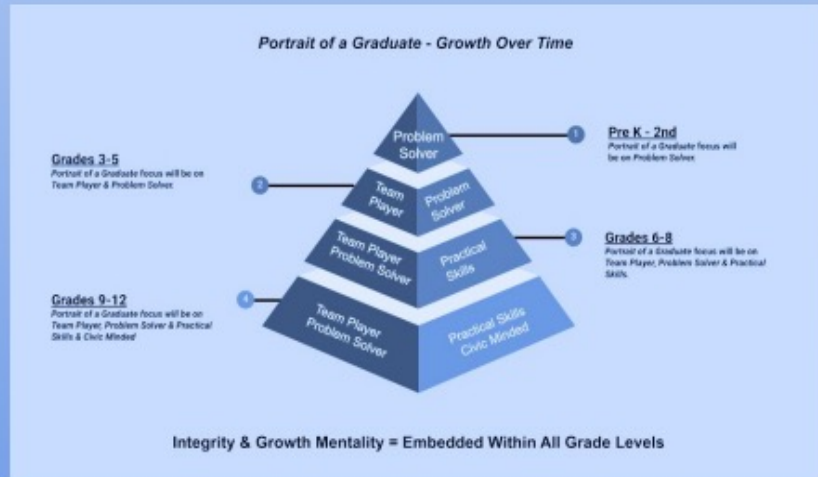 Portrait of a Graduate - Growth Over Time
Problem
Solver
1
Pre K - 2nd
Portrait of a Graduate focus will
be on Problem Solver.
Grades 3-5
Portrait of a Graduate focus will be on
Team Player & Problem Solver.
2
Team
Player
Problem
Solver
Team Player
Problem Solver
Practical
Skills
3
Grades 6-8
Portrait of a Graduate focus will be on
Team Player, Problem Solver & Practical
Skills.
Grades 9-12
Portrait of a Graduate focus will be on
Team Player, Problem Solver & Practical
Skills & Civic Minded
4
Team Player
Problem Solver
Practical Skills
Civic Minded
Integrity & Growth Mentality = Embedded Within All Grade Levels